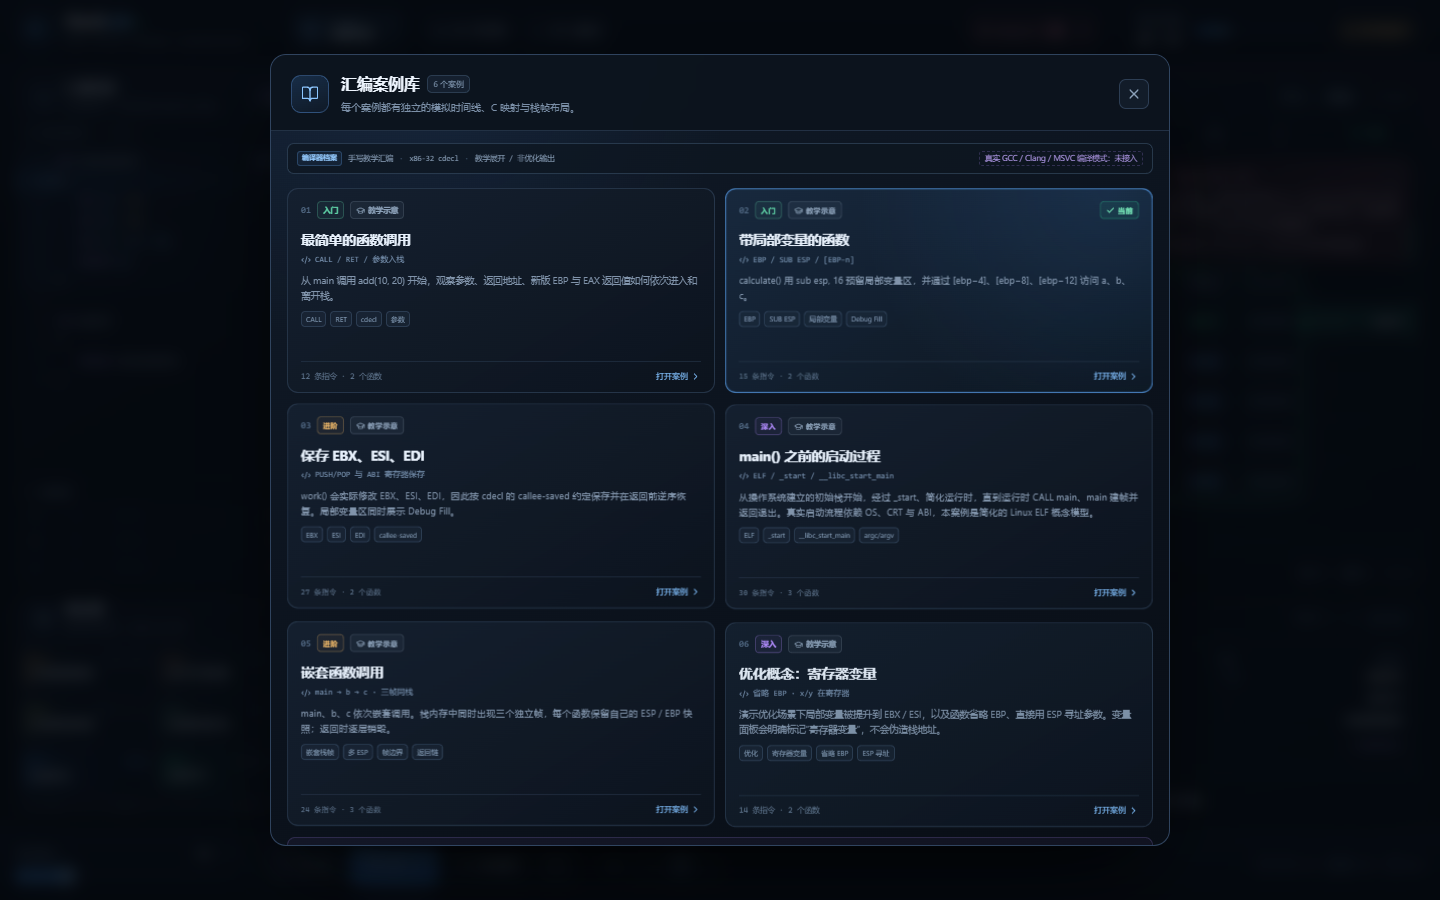 汇编案例库 6 个案例
每个案例都有独立的模拟时间线、C 映射与栈帧布局。
编译器档案 手写教学汇编 · x86-32 cdecl · 教学展开 / 非优化输出 真实 GCC / Clang / MSVC 编译模式：未接入
01 入门 教学示意
最简单的函数调用
</> CALL / RET / 参数入栈
从 main 调用 add(10, 20) 开始，观察参数、返回地址、新版 EBP 与 EAX 返回值如何依次进入和
离开栈。
CALL RET cdecl 参数
12 条指令 · 2 个函数 打开案例
02 入门 教学示意 当前
带局部变量的函数
</> EBP / SUB ESP / [EBP-n]
calculate() 用 sub esp, 16 预留局部变量区，并通过 [ebp−4]、[ebp−8]、[ebp−12] 访问 a、b、
c。
EBP SUB ESP 局部变量 Debug Fill
15 条指令 · 2 个函数 打开案例
03 进阶 教学示意
保存 EBX、ESI、EDI
</> PUSH/POP 与 ABI 寄存器保存
work() 会实际修改 EBX、ESI、EDI，因此按 cdecl 的 callee-saved 约定保存并在返回前逆序恢
复。局部变量区同时展示 Debug Fill。
EBX ESI EDI callee-saved
27 条指令 · 2 个函数 打开案例
04 深入 教学示意
main() 之前的启动过程
</> ELF / _start / __libc_start_main
从操作系统建立的初始栈开始，经过 _start、简化运行时，直到运行时 CALL main、main 建帧并
返回退出。真实启动流程依赖 OS、CRT 与 ABI，本案例是简化的 Linux ELF 概念模型。
ELF _start __libc_start_main argc/argv
30 条指令 · 3 个函数 打开案例
05 进阶 教学示意
嵌套函数调用
</> main → b → c · 三帧同栈
main、b、c 依次嵌套调用。栈内存中同时出现三个独立帧，每个函数保留自己的 ESP / EBP 快
照；返回时逐层销毁。
嵌套栈帧 多 ESP 帧边界 返回链
24 条指令 · 3 个函数 打开案例
06 深入 教学示意
优化概念：寄存器变量
</> 省略 EBP · x/y 在寄存器
演示优化场景下局部变量被提升到 EBX / ESI，以及函数省略 EBP、直接用 ESP 寻址参数。变量
面板会明确标记“寄存器变量”，不会伪造栈地址。
优化 寄存器变量 省略 EBP ESP 寻址
14 条指令 · 2 个函数 打开案例